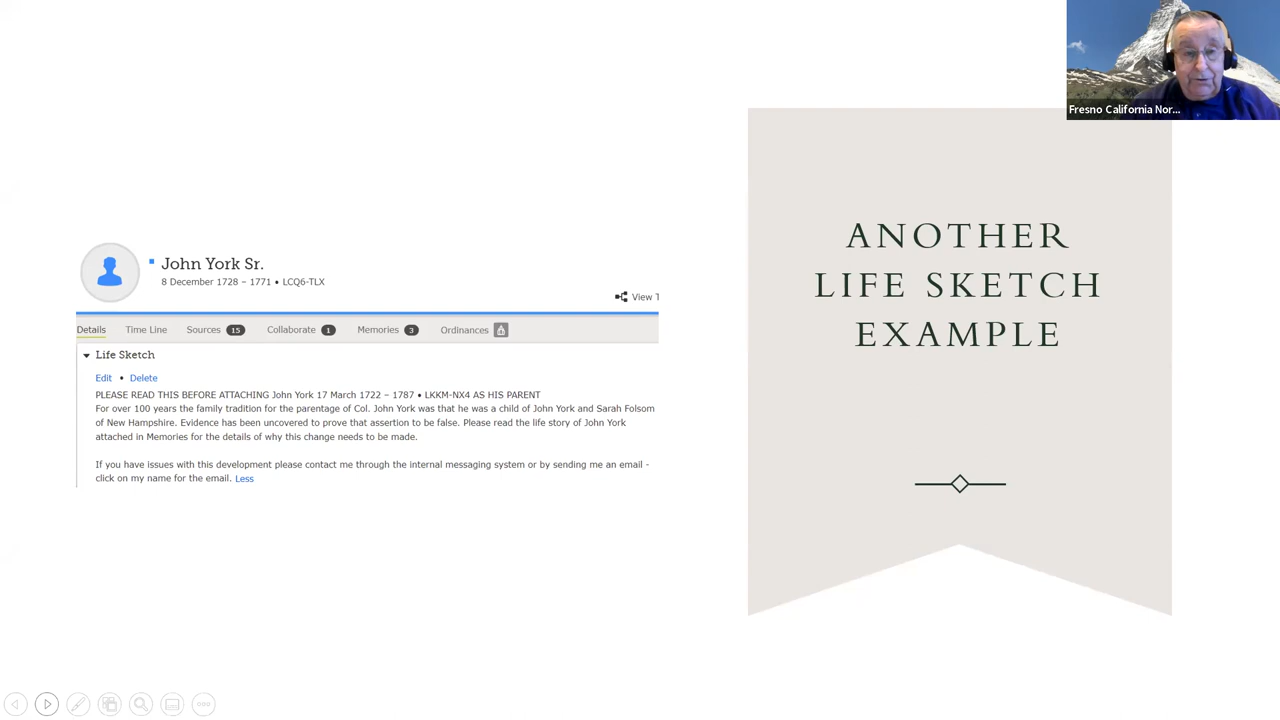 Fresno California Nor...
ANOTHER
LIFE SKETCH
EXAMPLE
John York Sr.
8 December 1728 – 1771 • LCQ6-TLX
View T
Details Time Line Sources 15 Collaborate 1 Memories 3 Ordinances
Life Sketch
Edit • Delete
PLEASE READ THIS BEFORE ATTACHING John York 17 March 1722 – 1787 • LKKM-NX4 AS HIS PARENT
For over 100 years the family tradition for the parentage of Col. John York was that he was a child of John York and Sarah Folsom
of New Hampshire. Evidence has been uncovered to prove that assertion to be false. Please read the life story of John York
attached in Memories for the details of why this change needs to be made.
If you have issues with this development please contact me through the internal messaging system or by sending me an email -
click on my name for the email. Less